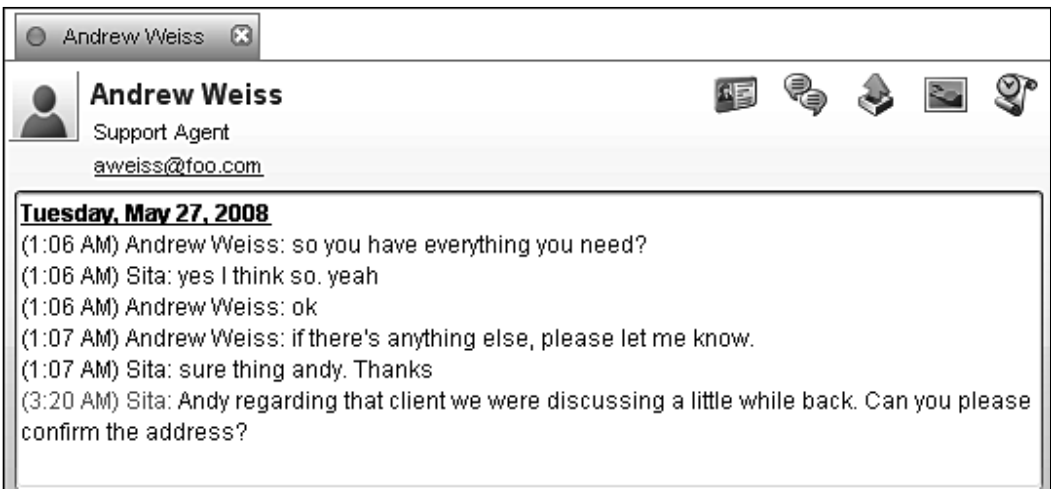 Andrew Weiss
Andrew Weiss
Support Agent
aweiss@foo.com
Tuesday, May 27, 2008
(1:06 AM) Andrew Weiss: so you have everything you need?
(1:06 AM) Sita: yes I think so. yeah
(1:06 AM) Andrew Weiss: ok
(1:07 AM) Andrew Weiss: if there's anything else, please let me know.
(1:07 AM) Sita: sure thing andy. Thanks
(3:20 AM) Sita: Andy regarding that client we were discussing a little while back. Can you please
confirm the address?